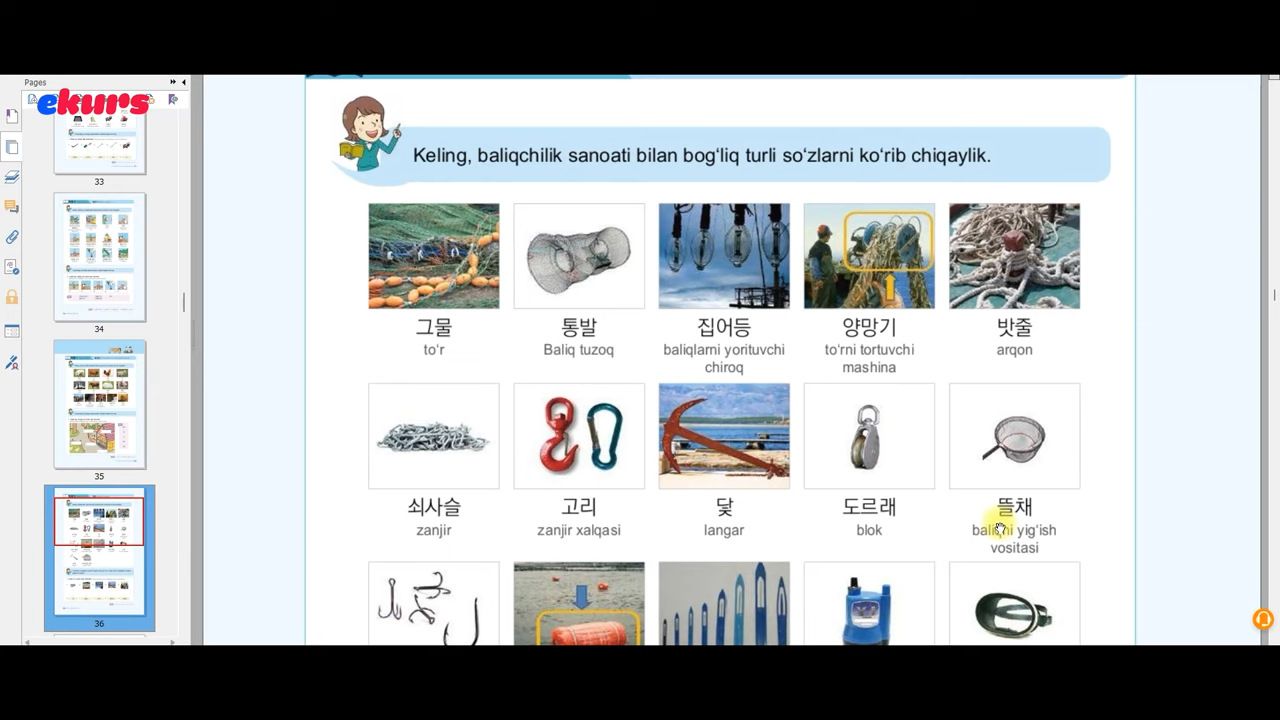 Pages
ekurs
33
34
35
36
Keling, baliqchilik sanoati bilan bog‘liq turli so‘zlarni ko‘rib chiqaylik.
그물
to‘r
통발
Baliq tuzoq
집어등
baliqlarni yorituvchi
chiroq
양망기
to‘rni tortuvchi
mashina
밧줄
arqon
쇠사슬
zanjir
고리
zanjir xalqasi
닻
langar
도르래
blok
뜰채
baliqni yig‘ish
vositasi